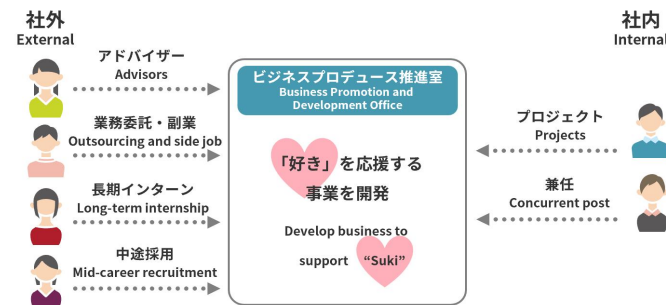 社外
External
アドバイザー
Advisors
業務委託・副業
Outsourcing and side job
長期インターン
Long-term internship
中途採用
Mid-career recruitment
ビジネスプロデュース推進室
Business Promotion and
Development Office
「好き」を応援する
事業を開発
Develop business to
support “Suki”
社内
Internal
プロジェクト
Projects
兼任
Concurrent post